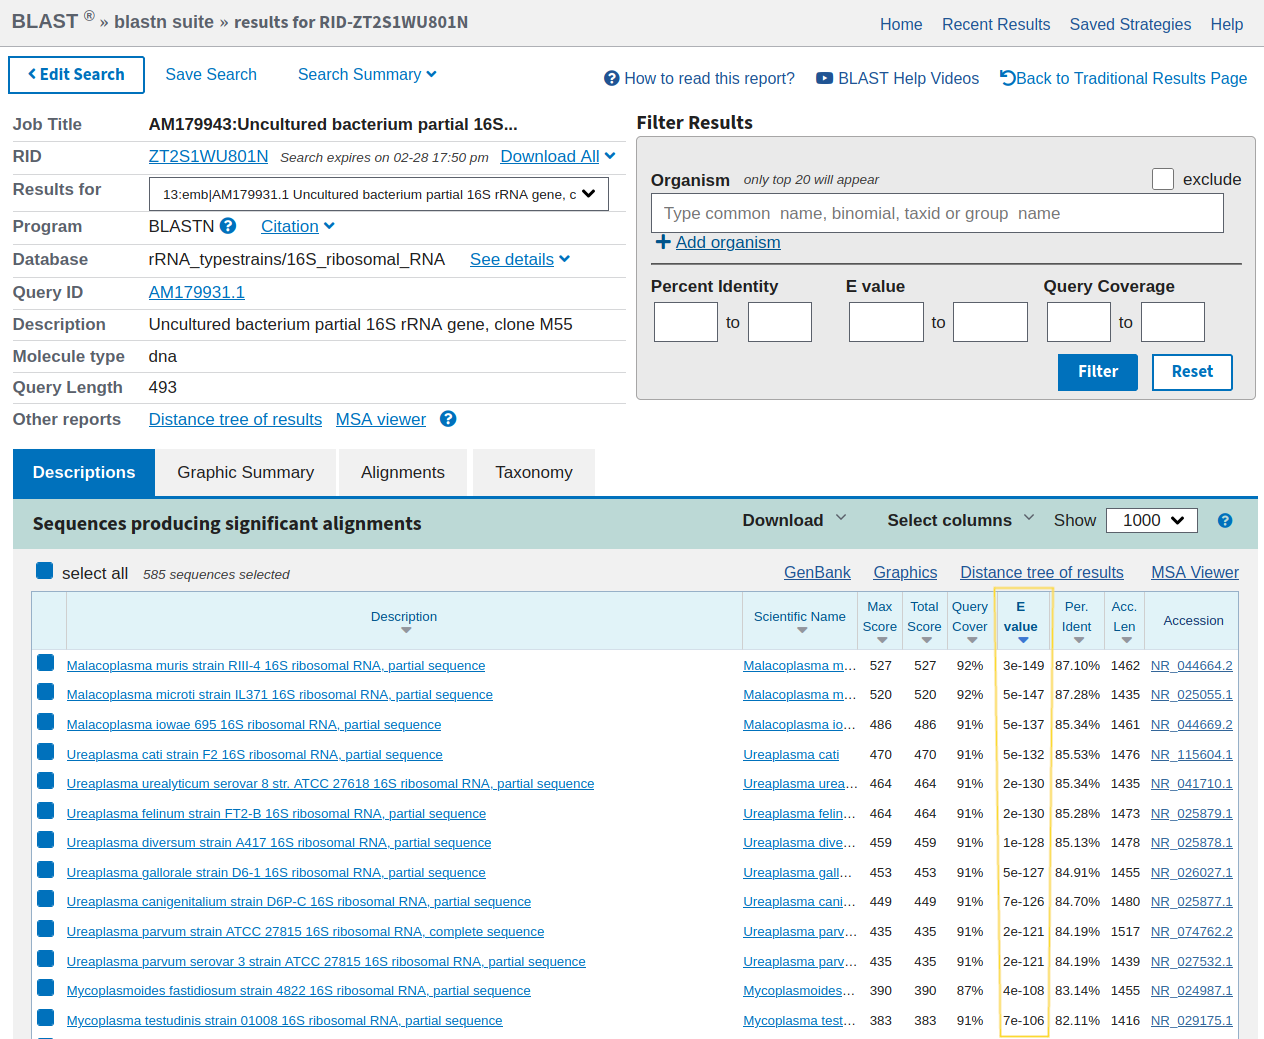 BLAST ® » blastn suite » results for RID-ZT2S1WU801N
Home Recent Results Saved Strategies Help
Edit Search Save Search Search Summary
How to read this report? BLAST Help Videos Back to Traditional Results Page
Job Title AM179943:Uncultured bacterium partial 16S...
RID ZT2S1WU801N Search expires on 02-28 17:50 pm Download All
Results for 13:emb|AM179931.1 Uncultured bacterium partial 16S rRNA gene, c
Program BLASTN Citation
Database rRNA_typestrains/16S_ribosomal_RNA See details
Query ID AM179931.1
Description Uncultured bacterium partial 16S rRNA gene, clone M55
Molecule type dna
Query Length 493
Other reports Distance tree of results MSA viewer
Filter Results
Organism only top 20 will appear exclude
Type common name, binomial, taxid or group name
Add organism
Percent Identity E value Query Coverage
to to to
Filter Reset
Descriptions Graphic Summary Alignments Taxonomy
Sequences producing significant alignments Download Select columns Show 1000
select all 585 sequences selected GenBank Graphics Distance tree of results MSA Viewer
Description Scientific Name Max Score Total Score Query Cover E value Per. Ident Acc. Len Accession
Malacoplasma muris strain RIII-4 16S ribosomal RNA, partial sequence Malacoplasma m... 527 527 92% 3e-149 87.10% 1462 NR_044664.2
Malacoplasma microti strain IL371 16S ribosomal RNA, partial sequence Malacoplasma m... 520 520 92% 5e-147 87.28% 1435 NR_025055.1
Malacoplasma iowae 695 16S ribosomal RNA, partial sequence Malacoplasma io... 486 486 91% 5e-137 85.34% 1461 NR_044669.2
Ureaplasma cati strain F2 16S ribosomal RNA, partial sequence Ureaplasma cati 470 470 91% 5e-132 85.53% 1476 NR_115604.1
Ureaplasma urealyticum serovar 8 str. ATCC 27618 16S ribosomal RNA, partial sequence Ureaplasma urea... 464 464 91% 2e-130 85.34% 1435 NR_041710.1
Ureaplasma felinum strain FT2-B 16S ribosomal RNA, partial sequence Ureaplasma felin... 464 464 91% 2e-130 85.28% 1473 NR_025879.1
Ureaplasma diversum strain A417 16S ribosomal RNA, partial sequence Ureaplasma dive... 459 459 91% 1e-128 85.13% 1478 NR_025878.1
Ureaplasma gallorale strain D6-1 16S ribosomal RNA, partial sequence Ureaplasma gall... 453 453 91% 5e-127 84.91% 1455 NR_026027.1
Ureaplasma canigenitalium strain D6P-C 16S ribosomal RNA, partial sequence Ureaplasma cani... 449 449 91% 7e-126 84.70% 1480 NR_025877.1
Ureaplasma parvum strain ATCC 27815 16S ribosomal RNA, complete sequence Ureaplasma parv... 435 435 91% 2e-121 84.19% 1517 NR_074762.2
Ureaplasma parvum serovar 3 strain ATCC 27815 16S ribosomal RNA, partial sequence Ureaplasma parv... 435 435 91% 2e-121 84.19% 1439 NR_027532.1
Mycoplasmoides fastidiosum strain 4822 16S ribosomal RNA, partial sequence Mycoplasmoides... 390 390 87% 4e-108 83.14% 1455 NR_024987.1
Mycoplasma testudinis strain 01008 16S ribosomal RNA, partial sequence Mycoplasma test... 383 383 91% 7e-106 82.11% 1416 NR_029175.1